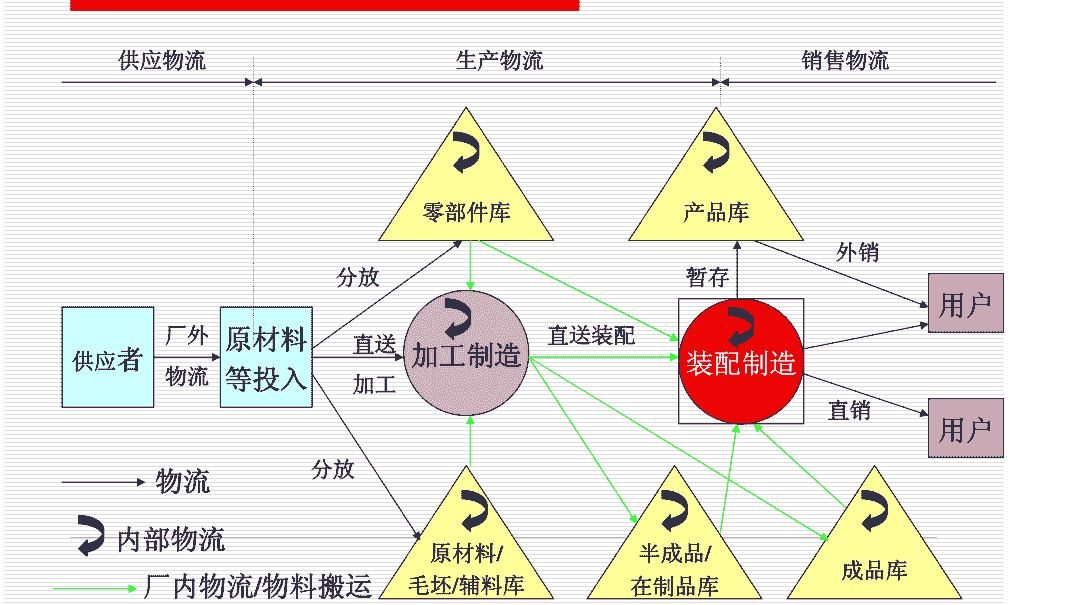 供应物流
生产物流
销售物流
零部件库
产品库
外销
分放
暂存
用户
供应者
厂外
物流
原材料
等投入
直送
加工
加工制造
直送装配
装配制造
直销
用户
分放
物流
内部物流
厂内物流/物料搬运
原材料/
毛坯/辅料库
半成品/
在制品库
成品库